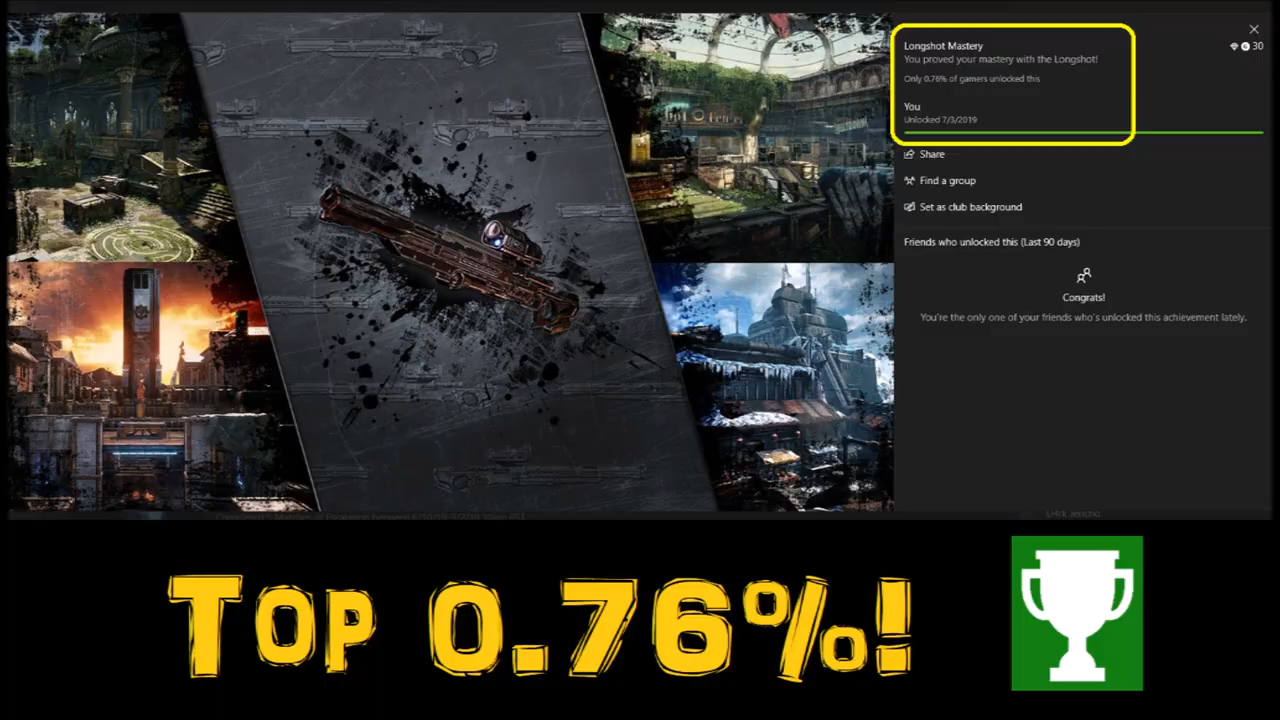 Longshot Mastery
30
You proved your mastery with the Longshot!
Only 0.76% of gamers unlocked this
You
Unlocked 7/3/2019
Share
Find a group
Set as club background
Friends who unlocked this (Last 90 days)
Congrats!
You're the only one of your friends who's unlocked this achievement lately.
Top 0.76%!